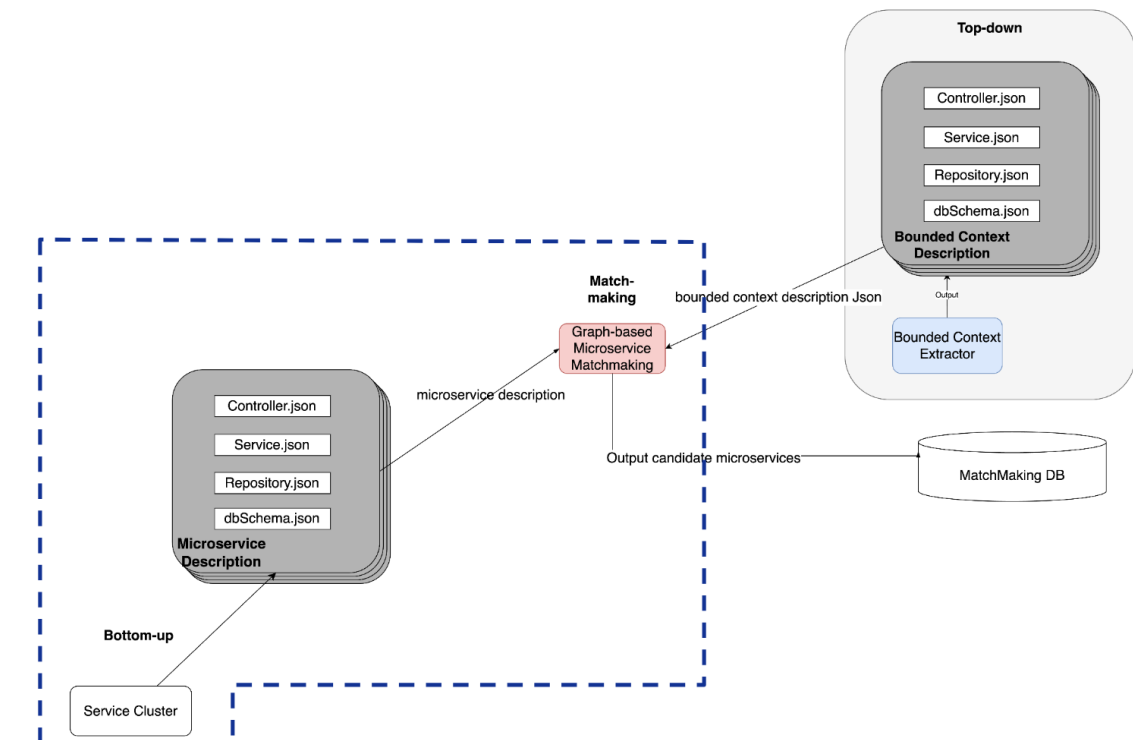 Top-down
Controller.json
Service.json
Repository.json
dbSchema.json
Bounded Context
Description
Output
Bounded Context
Extractor
Match-
making
bounded context description Json
Graph-based
Microservice
Matchmaking
microservice description
Controller.json
Service.json
Repository.json
dbSchema.json
Microservice
Description
Output candidate microservices
MatchMaking DB
Bottom-up
Service Cluster